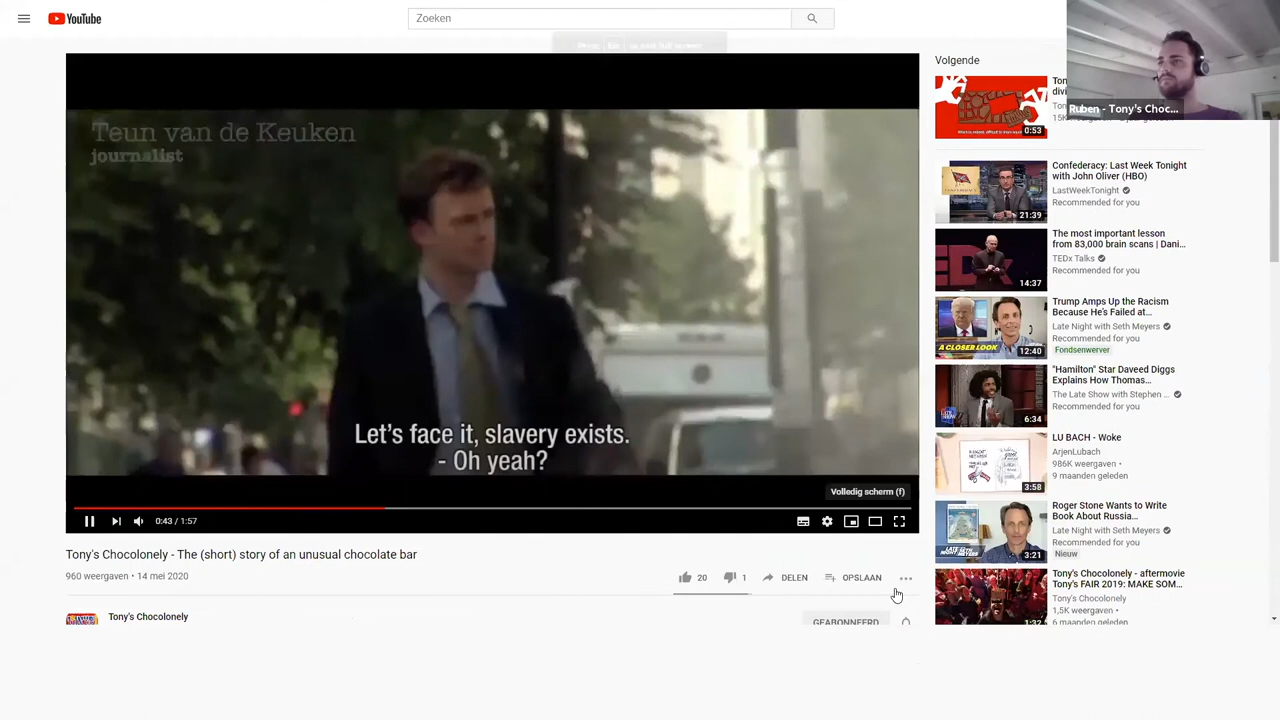 YouTube
Zoeken
Teun van de Keuken
journalist
Let's face it, slavery exists.
- Oh yeah?
Volledig scherm (f)
0:43 / 1:57
Tony's Chocolonely - The (short) story of an unusual chocolate bar
960 weergaven • 14 mei 2020
20
1
DELEN
OPSLAAN
Tony's Chocolonely
GEABONNEERD
Volgende
Ruben - Tony's Choc...
0:53
Confederacy: Last Week Tonight
with John Oliver (HBO)
LastWeekTonight
Recommended for you
21:39
The most important lesson
from 83,000 brain scans | Dani...
TEDx Talks
Recommended for you
14:37
Trump Amps Up the Racism
Because He's Failed at...
Late Night with Seth Meyers
Recommended for you
Fondsenwerver
A CLOSER LOOK
12:40
"Hamilton" Star Daveed Diggs
Explains How Thomas...
The Late Show with Stephen ...
Recommended for you
6:34
LU BACH - Woke
ArjenLubach
986K weergaven •
9 maanden geleden
3:58
Roger Stone Wants to Write
Book About Russia...
Late Night with Seth Meyers
Recommended for you
Nieuw
3:21
Tony's Chocolonely - aftermovie
Tony's FAIR 2019: MAKE SOM...
Tony's Chocolonely
1,5K weergaven •
6 maanden geleden
1:32